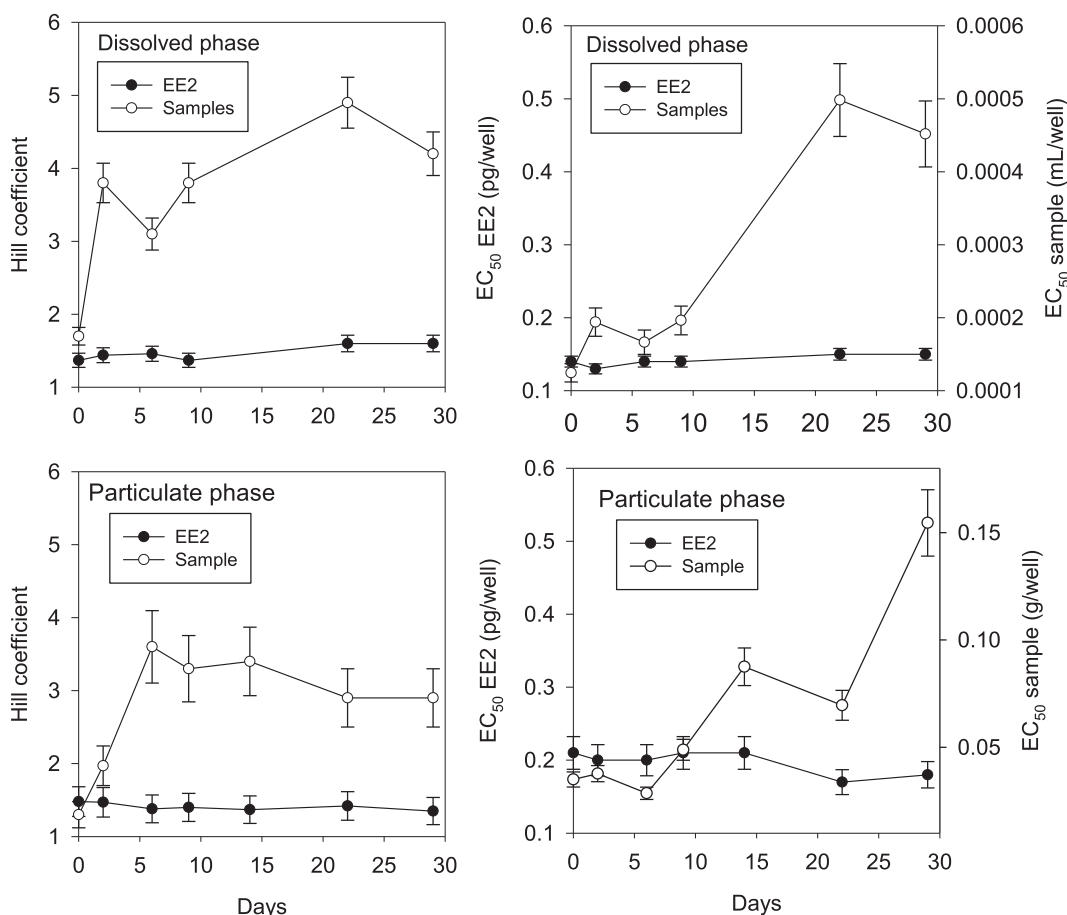 Dissolved phase
EE2
Samples
Hill coefficient
6
5
4
3
2
1
0 5 10 15 20 25 30
Dissolved phase
EE2
Samples
EC50 EE2 (pg/well)
0.6
0.5
0.4
0.3
0.2
0.1
EC50 sample (mL/well)
0.0006
0.0005
0.0004
0.0003
0.0002
0.0001
0 5 10 15 20 25 30
Particulate phase
EE2
Sample
Hill coefficient
6
5
4
3
2
1
0 5 10 15 20 25 30
Days
Particulate phase
EE2
Sample
EC50 EE2 (pg/well)
0.6
0.5
0.4
0.3
0.2
0.1
EC50 sample (g/well)
0.15
0.10
0.05
0 5 10 15 20 25 30
Days